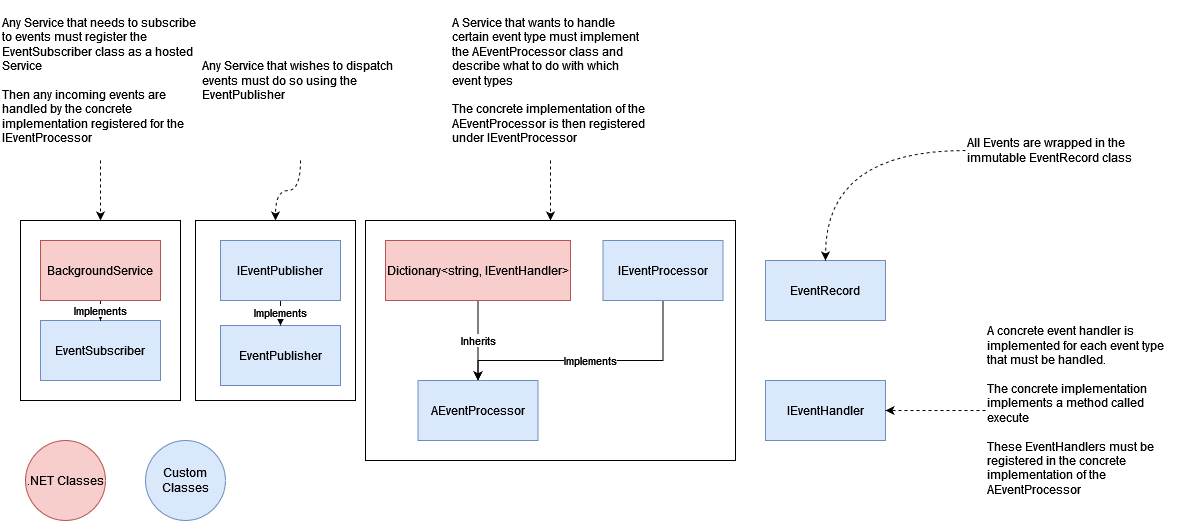 Any Service that needs to subscribe
to events must register the
EventSubscriber class as a hosted
Service
Then any incoming events are
handled by the concrete
implementation registered for the
IEventProcessor
Any Service that wishes to dispatch
events must do so using the
EventPublisher
A Service that wants to handle
certain event type must implement
the AEventProcessor class and
describe what to do with which
event types
The concrete implementation of the
AEventProcessor is then registered
under IEventProcessor
All Events are wrapped in the
immutable EventRecord class
BackgroundService
Implements
EventSubscriber
IEventPublisher
Implements
EventPublisher
Dictionary<string, IEventHandler>
IEventProcessor
Inherits
Implements
AEventProcessor
EventRecord
IEventHandler
A concrete event handler is
implemented for each event type
that must be handled.
The concrete implementation
implements a method called
execute
These EventHandlers must be
registered in the concrete
implementation of the
AEventProcessor
.NET Classes
Custom
Classes